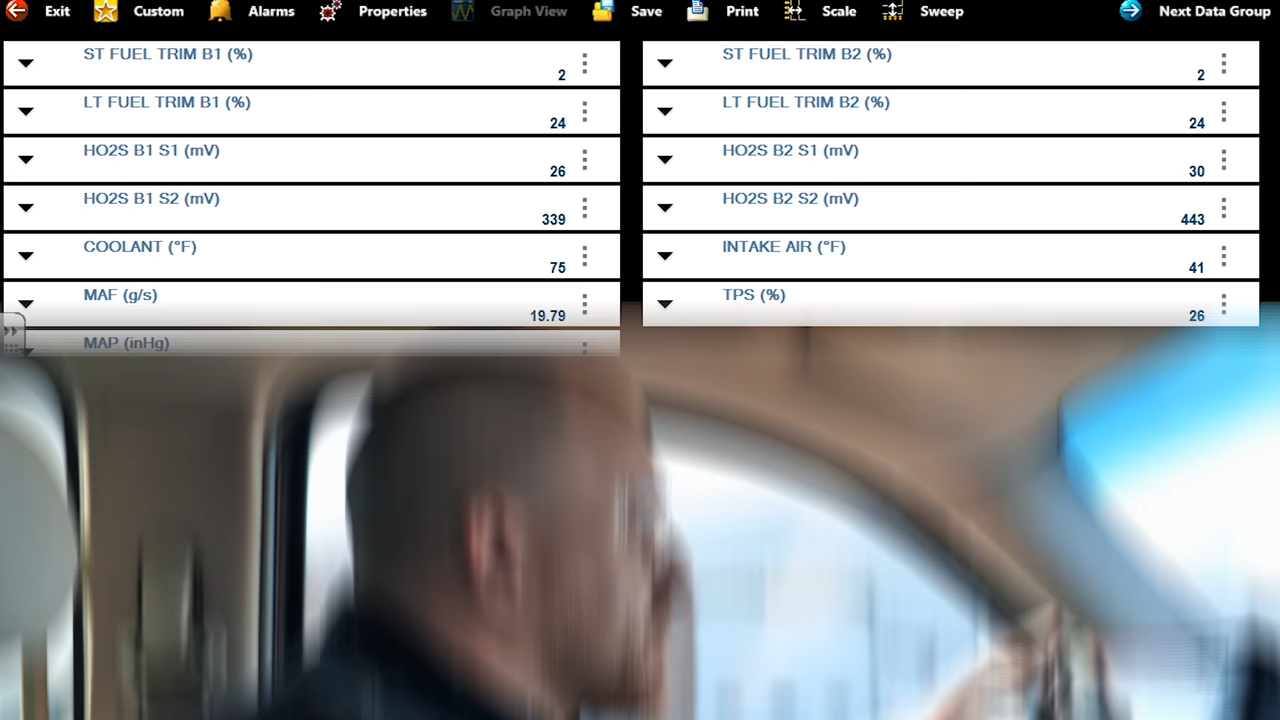 Exit Custom Alarms Properties Graph View Save Print Scale Sweep Next Data Group
ST FUEL TRIM B1 (%)
2
ST FUEL TRIM B2 (%)
2
LT FUEL TRIM B1 (%)
24
LT FUEL TRIM B2 (%)
24
HO2S B1 S1 (mV)
26
HO2S B2 S1 (mV)
30
HO2S B1 S2 (mV)
339
HO2S B2 S2 (mV)
443
COOLANT (°F)
75
INTAKE AIR (°F)
41
MAF (g/s)
19.79
TPS (%)
26
MAP (inHg)